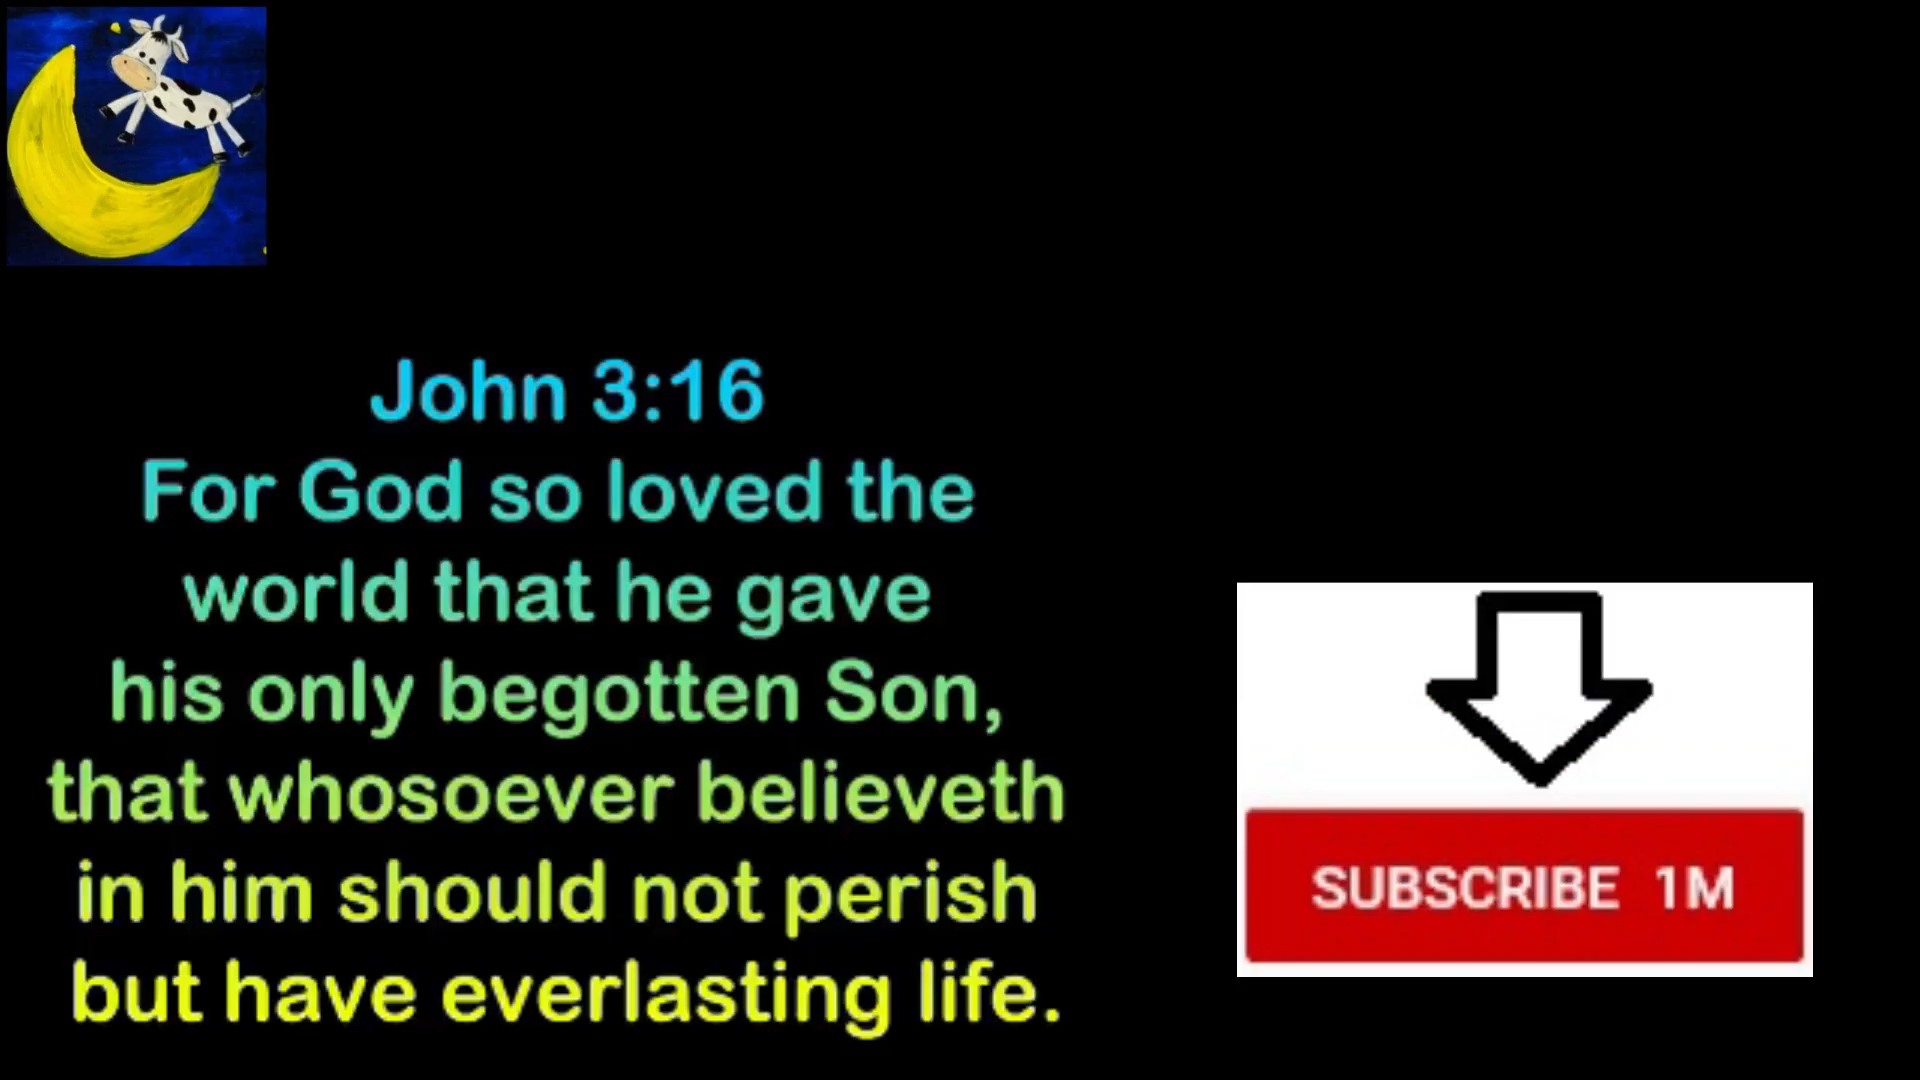 John 3:16
For God so loved the
world that he gave
his only begotten Son,
that whosoever believeth
in him should not perish
but have everlasting life.
SUBSCRIBE 1M